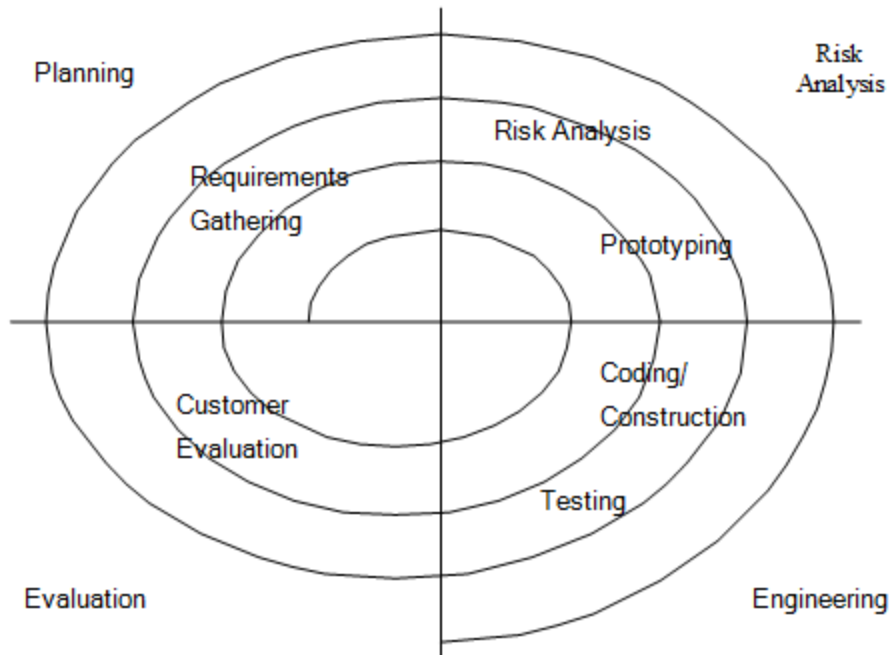 Planning
Risk
Analysis
Risk Analysis
Requirements
Gathering
Prototyping
Coding/
Construction
Customer
Evaluation
Testing
Evaluation
Engineering